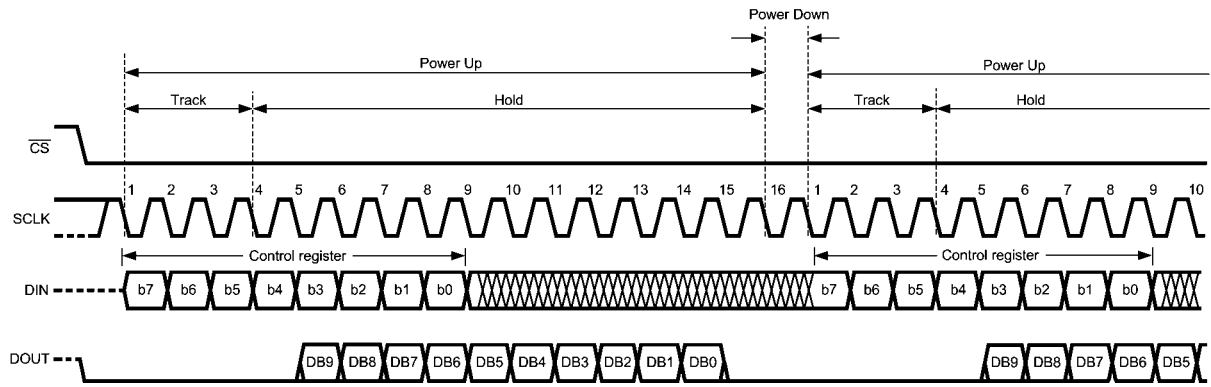 Power Down
Power Up Power Up
Track Hold Track Hold
CS
1 2 3 4 5 6 7 8 9 10 11 12 13 14 15 16 1 2 3 4 5 6 7 8 9 10
SCLK
Control register Control register
DIN b7 b6 b5 b4 b3 b2 b1 b0 b7 b6 b5 b4 b3 b2 b1 b0
DOUT DB9 DB8 DB7 DB6 DB5 DB4 DB3 DB2 DB1 DB0 DB9 DB8 DB7 DB6 DB5